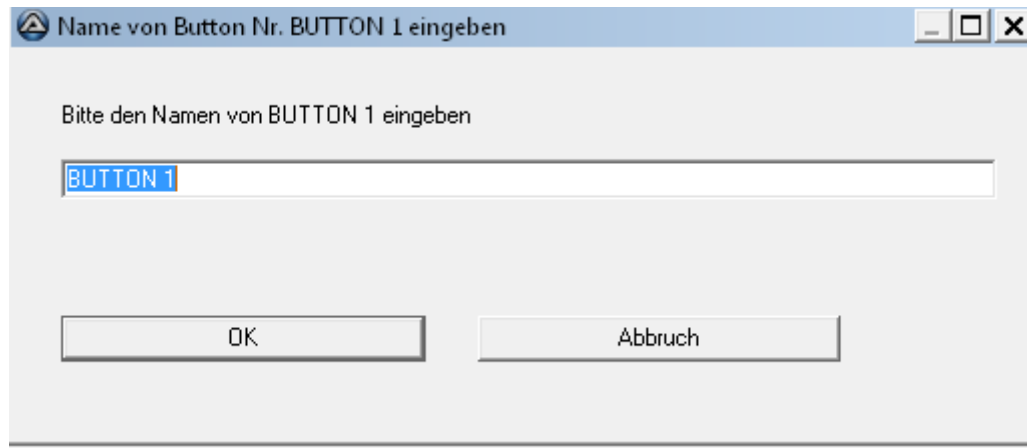 Name von Button Nr. BUTTON 1 eingeben
Bitte den Namen von BUTTON 1 eingeben
BUTTON 1
OK
Abbruch